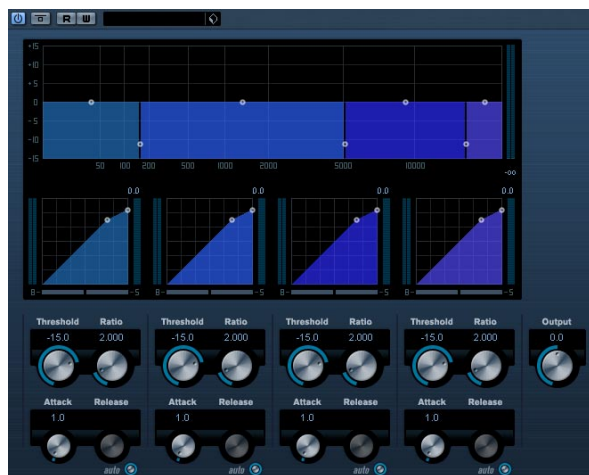 R W
+15
+10
+5
0
-5
-10
-15
50 100 200 500 1000 2000 5000 10000
-oo
0.0 0.0 0.0 0.0
B S B S B S B S
Threshold Ratio Threshold Ratio Threshold Ratio Threshold Ratio Output
-15.0 2.000 -15.0 2.000 -15.0 2.000 -15.0 2.000 0.0
Attack Release Attack Release Attack Release Attack Release
1.0 1.0 1.0 1.0
auto auto auto auto